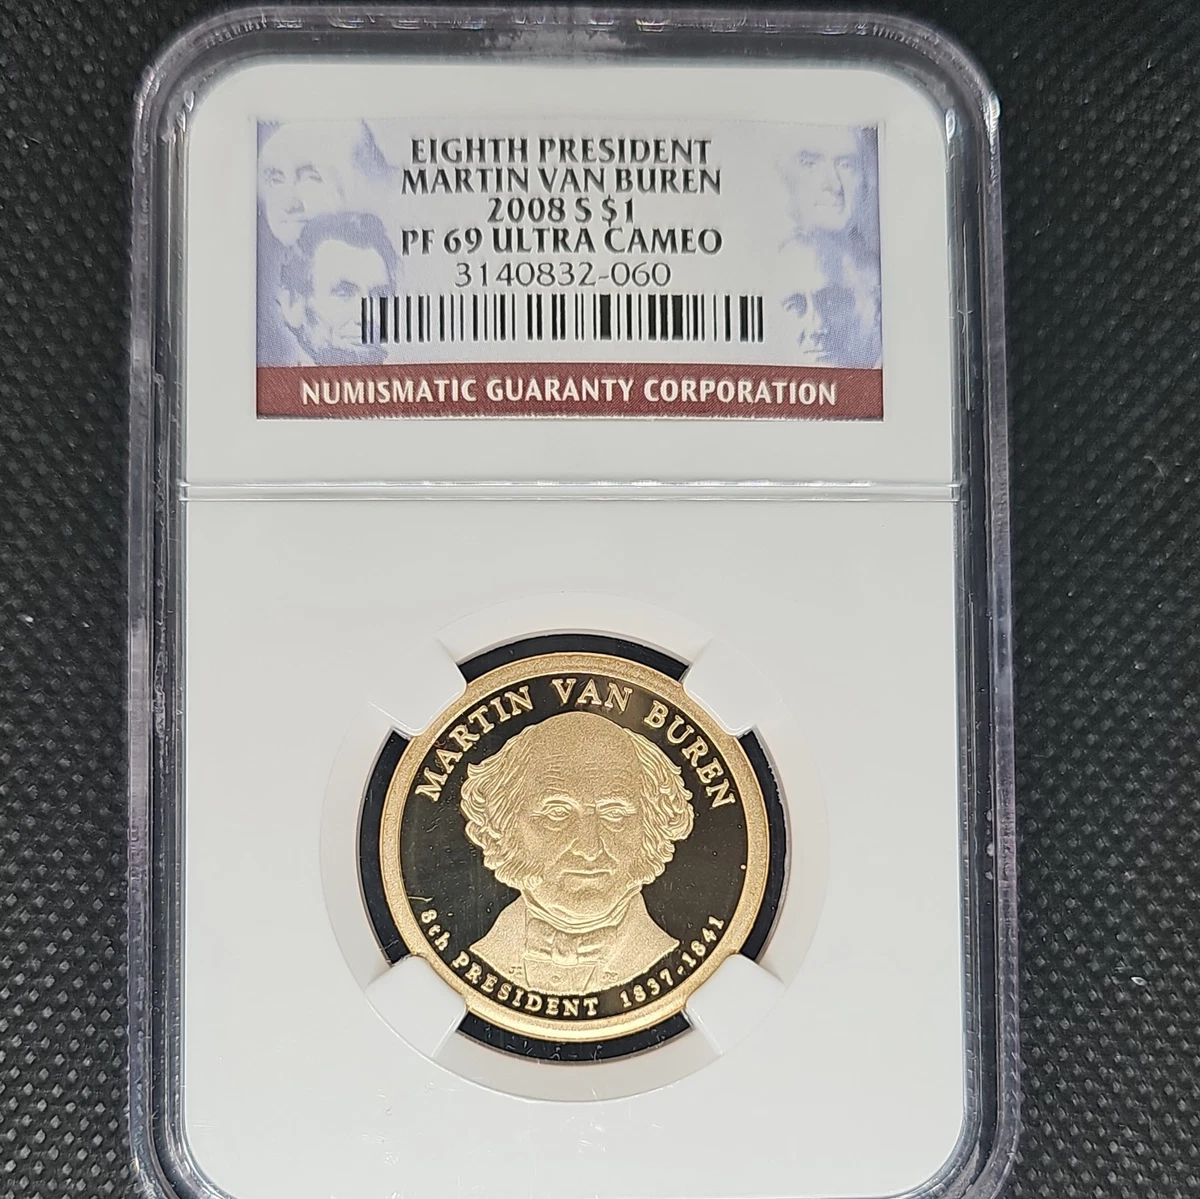 EIGHTH PRESIDENT
MARTIN VAN BUREN
2008 S $1
PF 69 ULTRA CAMEO
3140832-060
NUMISMATIC GUARANTY CORPORATION
MARTIN VAN BUREN
8th PRESIDENT 1837-1841